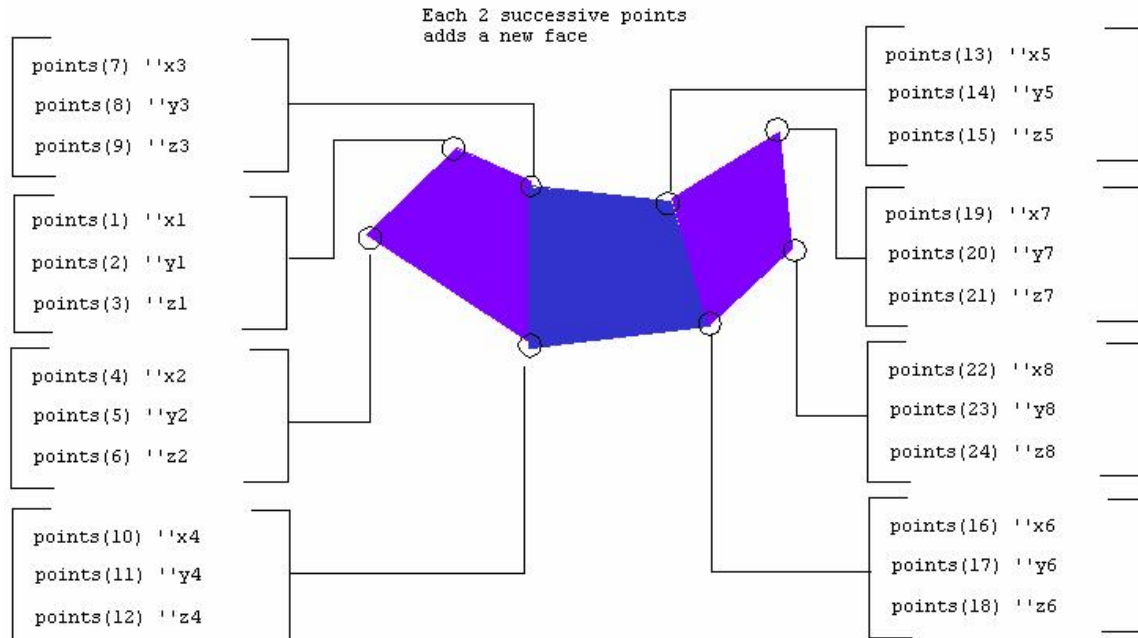 Each 2 successive points
adds a new face
points(7) ''x3
points(8) ''y3
points(9) ''z3
points(1) ''x1
points(2) ''y1
points(3) ''z1
points(4) ''x2
points(5) ''y2
points(6) ''z2
points(10) ''x4
points(11) ''y4
points(12) ''z4
points(13) ''x5
points(14) ''y5
points(15) ''z5
points(19) ''x7
points(20) ''y7
points(21) ''z7
points(22) ''x8
points(23) ''y8
points(24) ''z8
points(16) ''x6
points(17) ''y6
points(18) ''z6